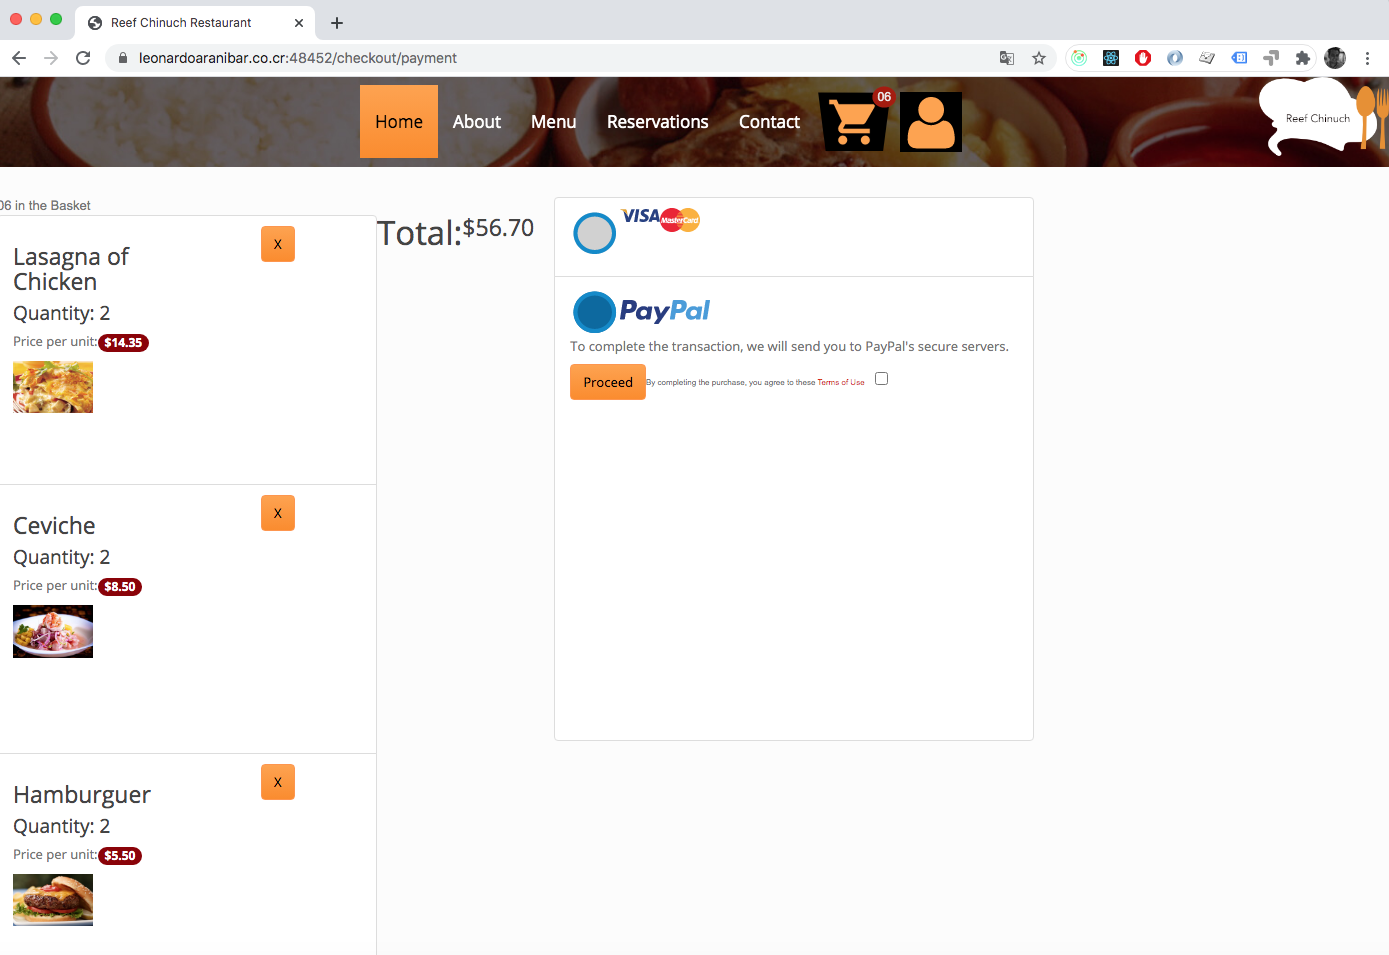 Reef Chinuch Restaurant
leonardoaranibar.co.cr:48452/checkout/payment
Home About Menu Reservations Contact 06
Reef Chinuch
06 in the Basket
Lasagna of
Chicken
X
Quantity: 2
Price per unit: $14.35
Ceviche
X
Quantity: 2
Price per unit: $8.50
Hamburguer
X
Quantity: 2
Price per unit: $5.50
Total: $56.70
VISA MasterCard
PayPal
To complete the transaction, we will send you to PayPal's secure servers.
Proceed By completing the purchase, you agree to these Terms of Use